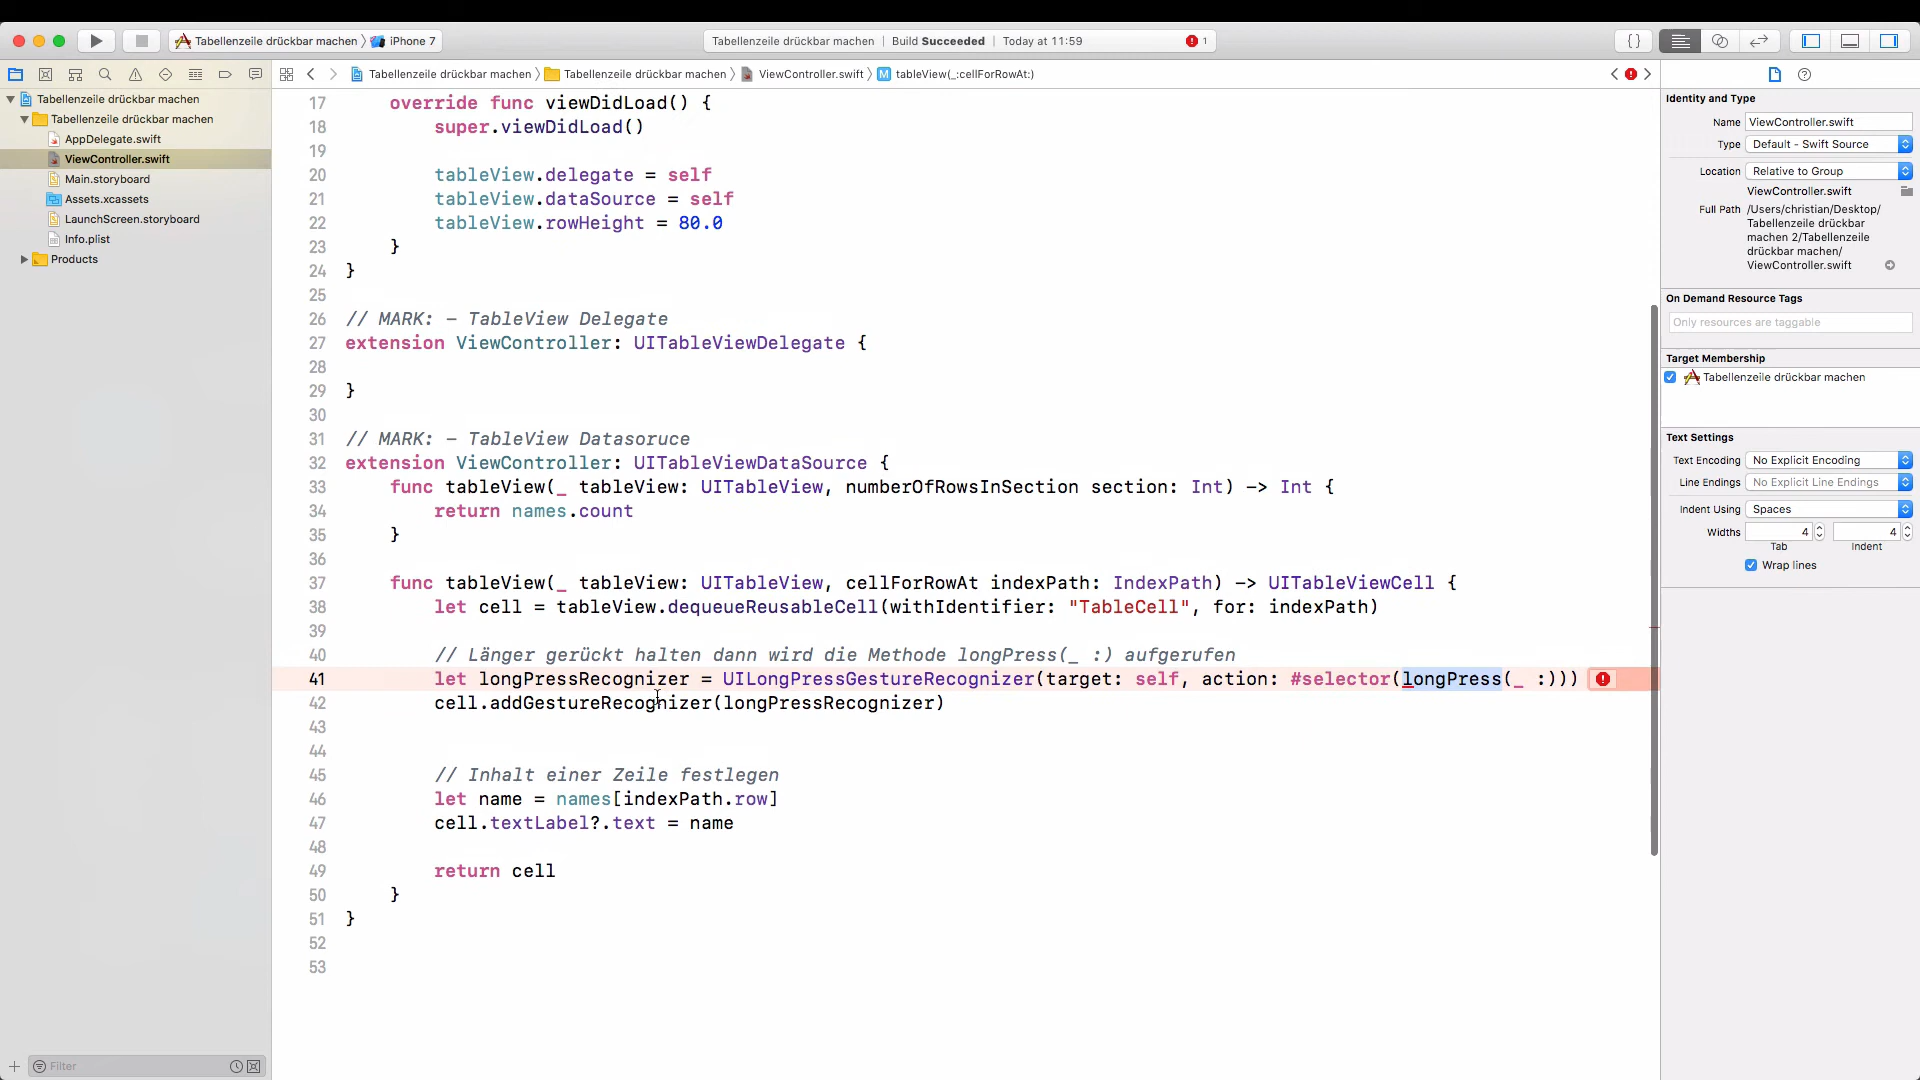 Tabellenzeile drückbar machen iPhone 7
Tabellenzeile drückbar machen | Build Succeeded | Today at 11:59 1
Tabellenzeile drückbar machen Tabellenzeile drückbar machen ViewController.swift M tableView(_:cellForRowAt:)
Tabellenzeile drückbar machen
Tabellenzeile drückbar machen
AppDelegate.swift
ViewController.swift
Main.storyboard
Assets.xcassets
LaunchScreen.storyboard
Info.plist
Products
Filter
17 override func viewDidLoad() {
18 super.viewDidLoad()
19
20 tableView.delegate = self
21 tableView.dataSource = self
22 tableView.rowHeight = 80.0
23 }
24 }
25
26 // MARK: - TableView Delegate
27 extension ViewController: UITableViewDelegate {
28
29 }
30
31 // MARK: - TableView Datasoruce
32 extension ViewController: UITableViewDataSource {
33 func tableView(_ tableView: UITableView, numberOfRowsInSection section: Int) -> Int {
34 return names.count
35 }
36
37 func tableView(_ tableView: UITableView, cellForRowAt indexPath: IndexPath) -> UITableViewCell {
38 let cell = tableView.dequeueReusableCell(withIdentifier: "TableCell", for: indexPath)
39
40 // Länger gerückt halten dann wird die Methode longPress(_ :) aufgerufen
41 let longPressRecognizer = UILongPressGestureRecognizer(target: self, action: #selector(longPress(_ :)))
42 cell.addGestureRecognizer(longPressRecognizer)
43
44
45 // Inhalt einer Zeile festlegen
46 let name = names[indexPath.row]
47 cell.textLabel?.text = name
48
49 return cell
50 }
51 }
52
53
Identity and Type
Name ViewController.swift
Type Default - Swift Source
Location Relative to Group
ViewController.swift
Full Path /Users/christian/Desktop/
Tabellenzeile drückbar
machen 2/Tabellenzeile
drückbar machen/
ViewController.swift
On Demand Resource Tags
Only resources are taggable
Target Membership
Tabellenzeile drückbar machen
Text Settings
Text Encoding No Explicit Encoding
Line Endings No Explicit Line Endings
Indent Using Spaces
Widths 4 4
Tab Indent
Wrap lines